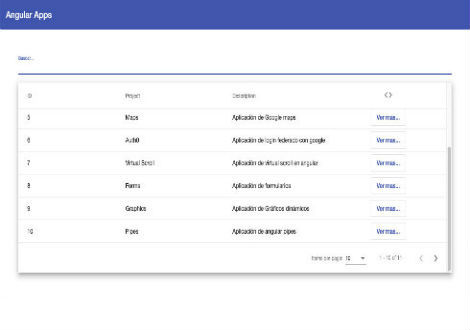 Angular Apps
Buscar...
ID Project Description <>
5 Maps Aplicación de Google maps Ver mas...
6 Auth0 Aplicación de login federado con google Ver mas...
7 Virtual Scroll Aplicación de virtual scroll en angular Ver mas...
8 Forms Aplicación de formularios Ver mas...
9 Graphics Aplicación de Gráficos dinámicos Ver mas...
10 Pipes Aplicación de angular pipes Ver mas...
Items per page: 10 1 - 10 of 11